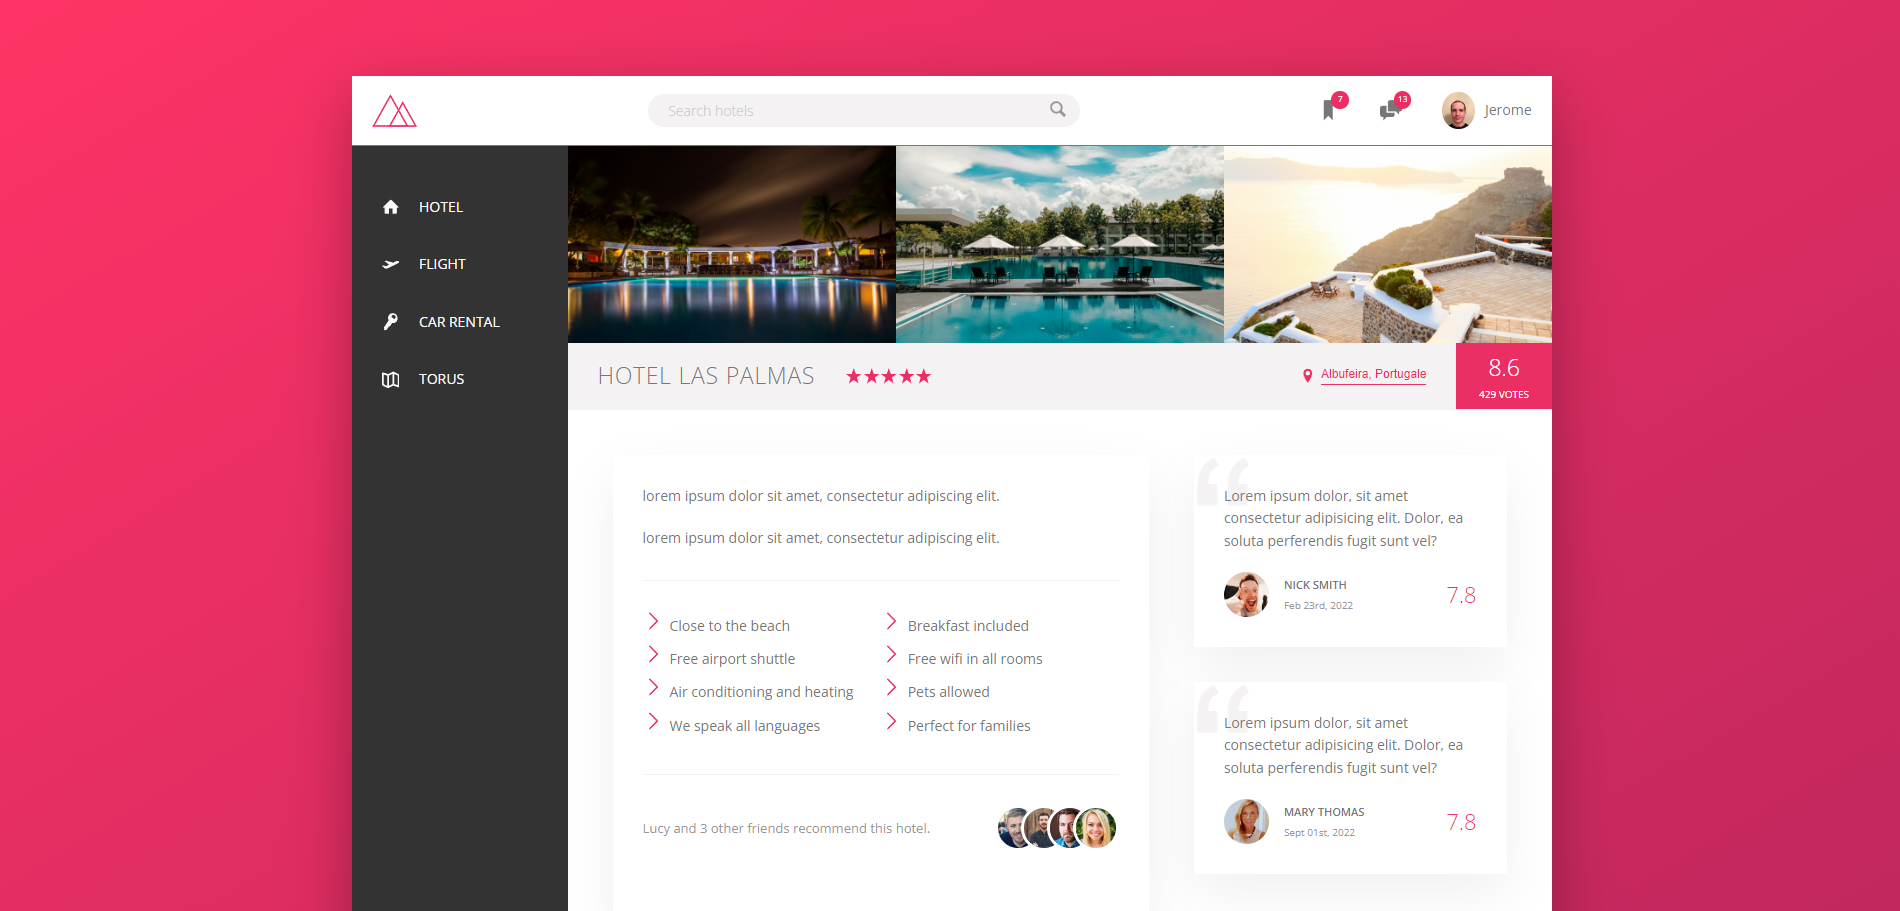 Search hotels
7
13
Jerome
HOTEL
FLIGHT
CAR RENTAL
TORUS
HOTEL LAS PALMAS
Albufeira, Portugale
8.6
429 VOTES
lorem ipsum dolor sit amet, consectetur adipiscing elit.
lorem ipsum dolor sit amet, consectetur adipiscing elit.
Close to the beach
Free airport shuttle
Air conditioning and heating
We speak all languages
Breakfast included
Free wifi in all rooms
Pets allowed
Perfect for families
Lucy and 3 other friends recommend this hotel.
“
Lorem ipsum dolor, sit amet
consectetur adipisicing elit. Dolor, ea
soluta perferendis fugit sunt vel?
NICK SMITH
Feb 23rd, 2022
7.8
“
Lorem ipsum dolor, sit amet
consectetur adipisicing elit. Dolor, ea
soluta perferendis fugit sunt vel?
MARY THOMAS
Sept 01st, 2022
7.8